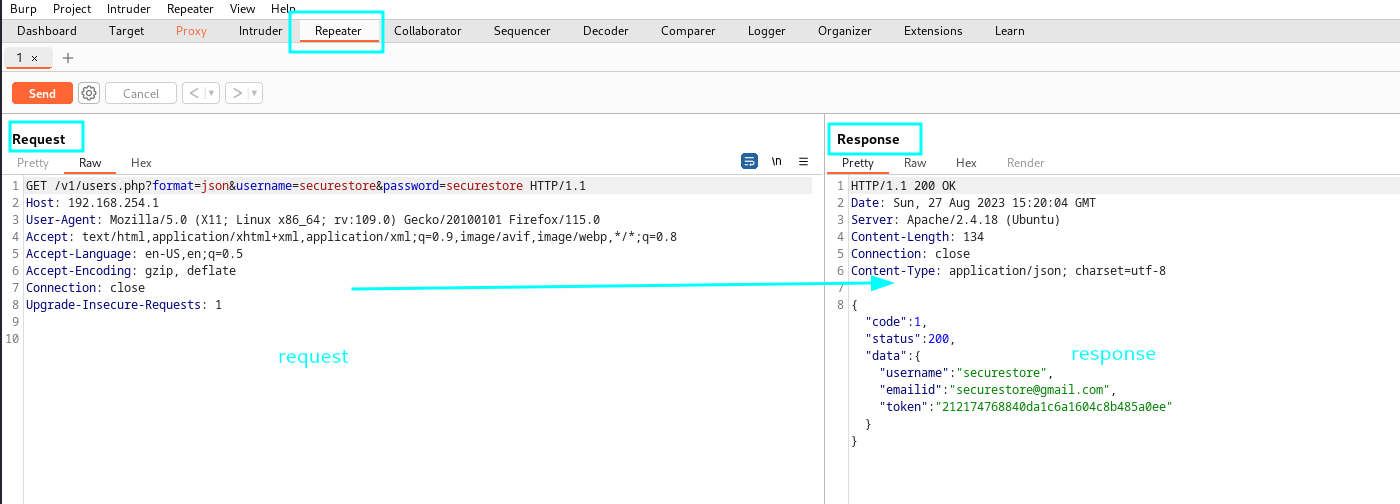 Burp Project Intruder Repeater View Help
Dashboard Target Proxy Intruder Repeater Collaborator Sequencer Decoder Comparer Logger Organizer Extensions Learn
1 × +
Send Cancel < ▾ > ▾
Request
Pretty Raw Hex \n ≡
1 GET /v1/users.php?format=json&username=securestore&password=securestore HTTP/1.1
2 Host: 192.168.254.1
3 User-Agent: Mozilla/5.0 (X11; Linux x86_64; rv:109.0) Gecko/20100101 Firefox/115.0
4 Accept: text/html,application/xhtml+xml,application/xml;q=0.9,image/avif,image/webp,*/*;q=0.8
5 Accept-Language: en-US,en;q=0.5
6 Accept-Encoding: gzip, deflate
7 Connection: close
8 Upgrade-Insecure-Requests: 1
9
10
request
Response
Pretty Raw Hex Render
1 HTTP/1.1 200 OK
2 Date: Sun, 27 Aug 2023 15:20:04 GMT
3 Server: Apache/2.4.18 (Ubuntu)
4 Content-Length: 134
5 Connection: close
6 Content-Type: application/json; charset=utf-8
7
8 {
"code":1,
"status":200,
"data":{
"username":"securestore",
"emailid":"securestore@gmail.com",
"token":"212174768840da1c6a1604c8b485a0ee"
}
}
response